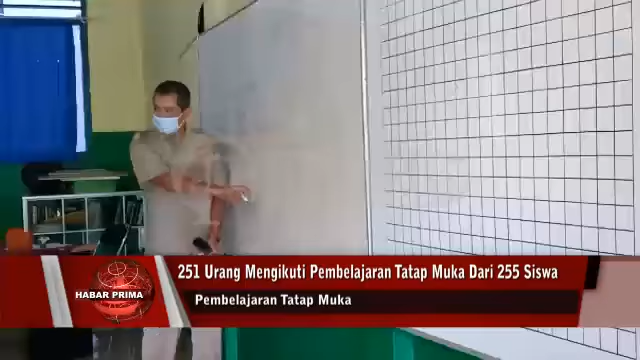 251 Urang Mengikuti Pembelajaran Tatap Muka Dari 255 Siswa
HABAR PRIMA
Pembelajaran Tatap Muka